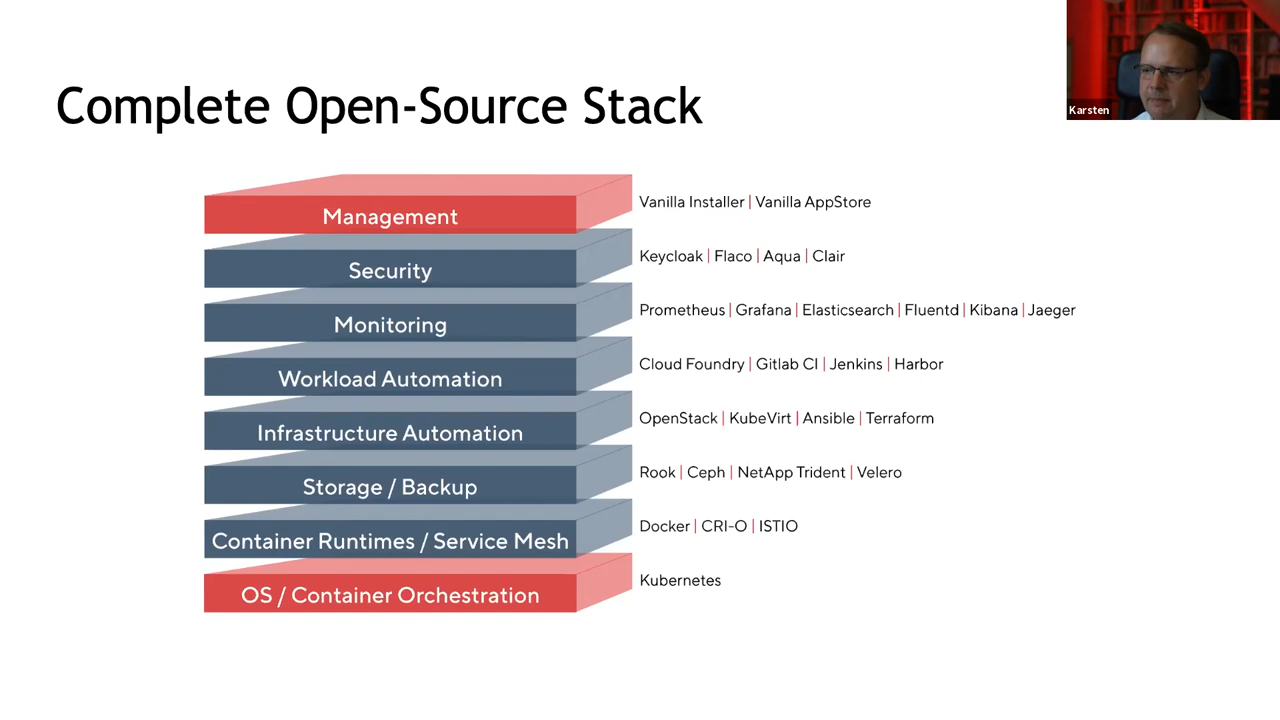 Karsten
Complete Open-Source Stack
Management
Vanilla Installer | Vanilla AppStore
Security
Keycloak | Flaco | Aqua | Clair
Monitoring
Prometheus | Grafana | Elasticsearch | Fluentd | Kibana | Jaeger
Workload Automation
Cloud Foundry | Gitlab CI | Jenkins | Harbor
Infrastructure Automation
OpenStack | KubeVirt | Ansible | Terraform
Storage / Backup
Rook | Ceph | NetApp Trident | Velero
Container Runtimes / Service Mesh
Docker | CRI-O | ISTIO
OS / Container Orchestration
Kubernetes